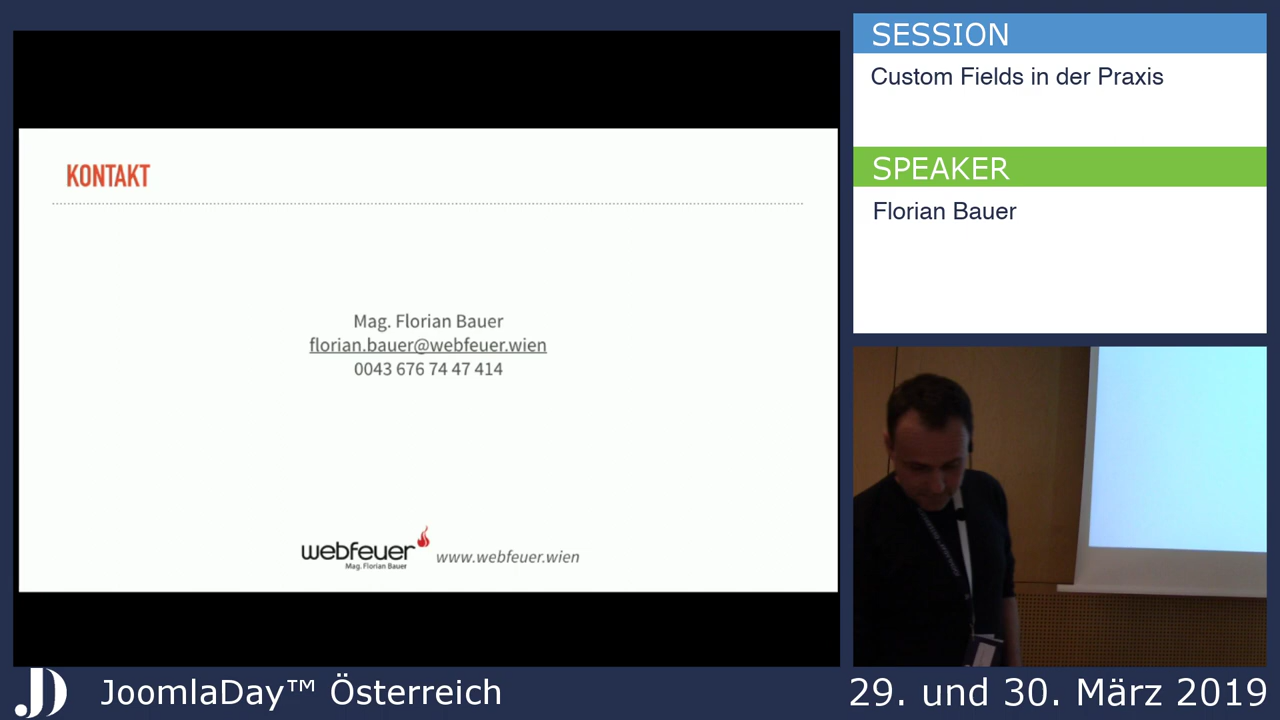 KONTAKT
Mag. Florian Bauer
florian.bauer@webfeuer.wien
0043 676 74 47 414
webfeuer
Mag. Florian Bauer
www.webfeuer.wien
SESSION
Custom Fields in der Praxis
SPEAKER
Florian Bauer
JD JoomlaDay™ Österreich
29. und 30. März 2019